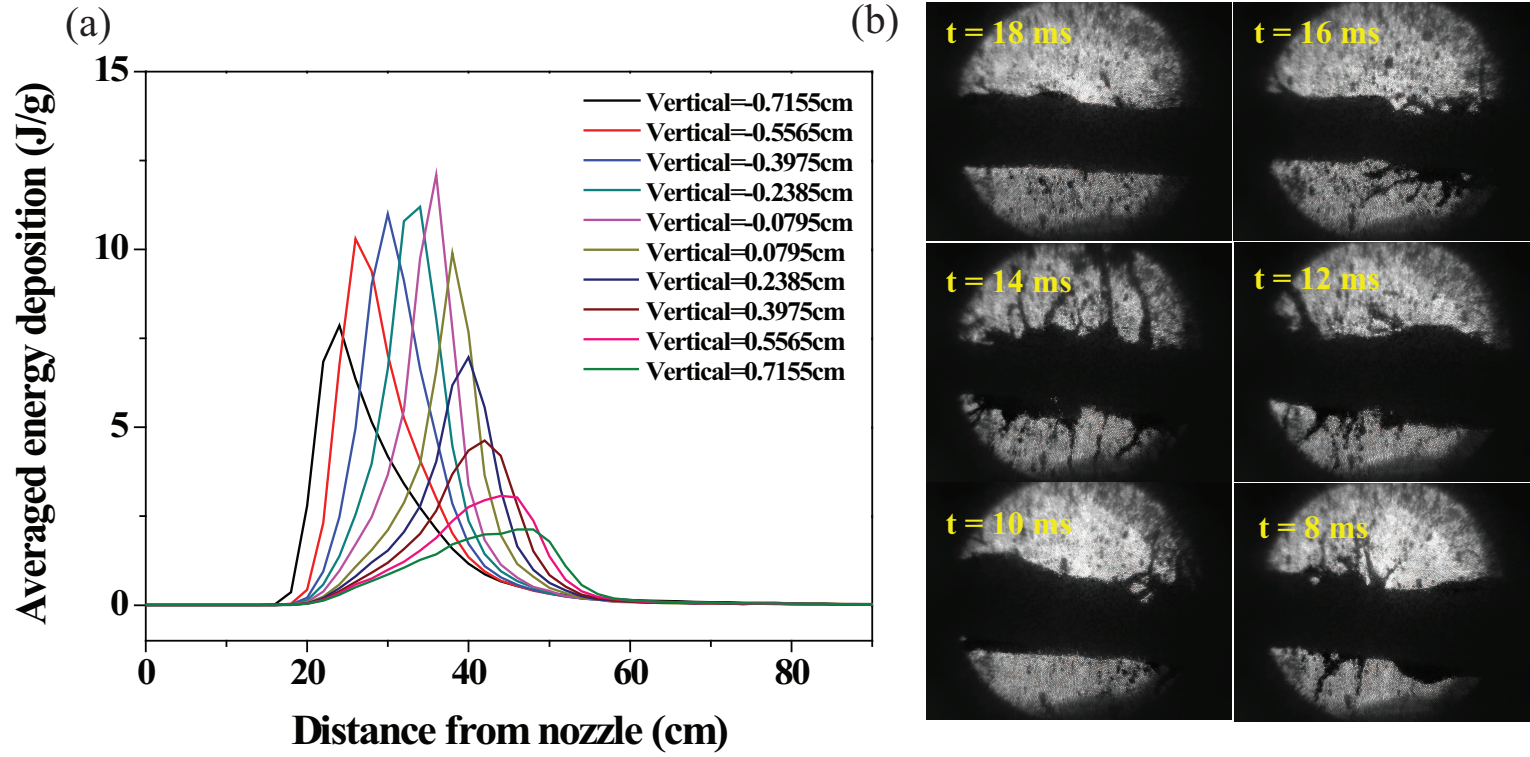 (a)
Averaged energy deposition (J/g)
15
10
5
0
0 20 40 60 80
Distance from nozzle (cm)
Vertical=-0.7155cm
Vertical=-0.5565cm
Vertical=-0.3975cm
Vertical=-0.2385cm
Vertical=-0.0795cm
Vertical=0.0795cm
Vertical=0.2385cm
Vertical=0.3975cm
Vertical=0.5565cm
Vertical=0.7155cm
(b)
t = 18 ms
t = 16 ms
t = 14 ms
t = 12 ms
t = 10 ms
t = 8 ms